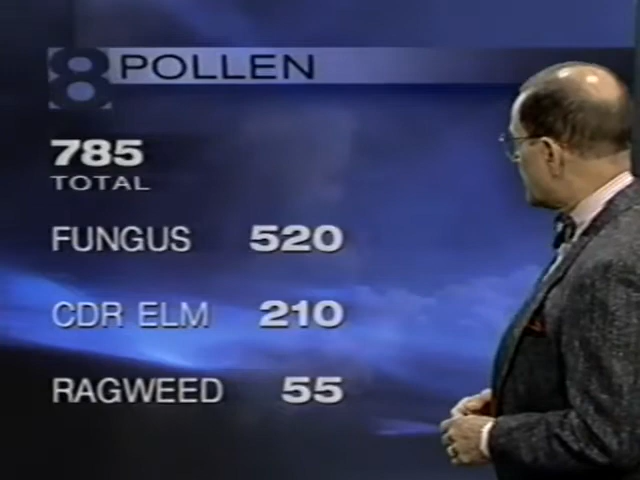 8 POLLEN
785
TOTAL
FUNGUS 520
CDR ELM 210
RAGWEED 55